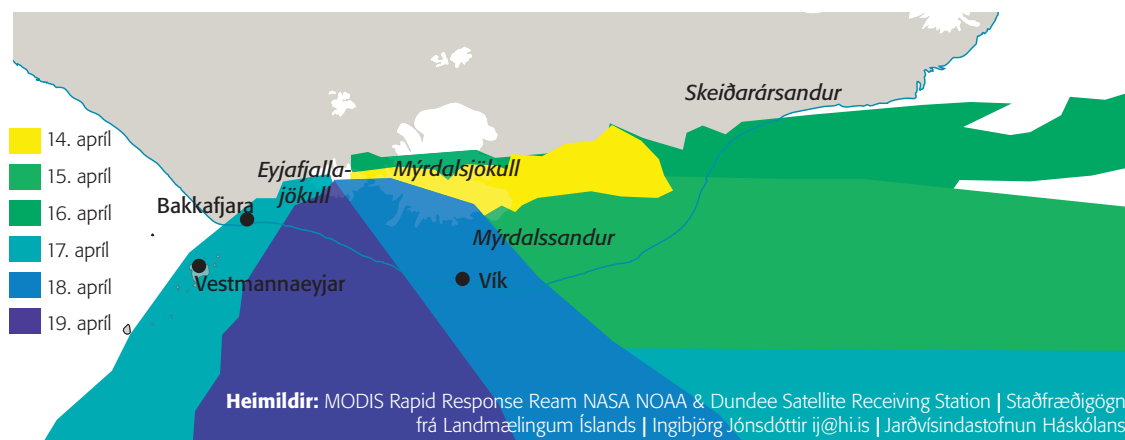 Skeiðarársandur
14. apríl
15. apríl
16. apríl
17. apríl
18. apríl
19. apríl
Eyjafjalla-
jökull
Mýrdalsjökull
Bakkafjara
Mýrdalssandur
Vestmannaeyjar
Vík
Heimildir: MODIS Rapid Response Ream NASA NOAA & Dundee Satellite Receiving Station | Staðfræðigögn
frá Landmælingum Íslands | Ingibjörg Jónsdóttir ij@hi.is | Jarðvísindastofnun Háskólans